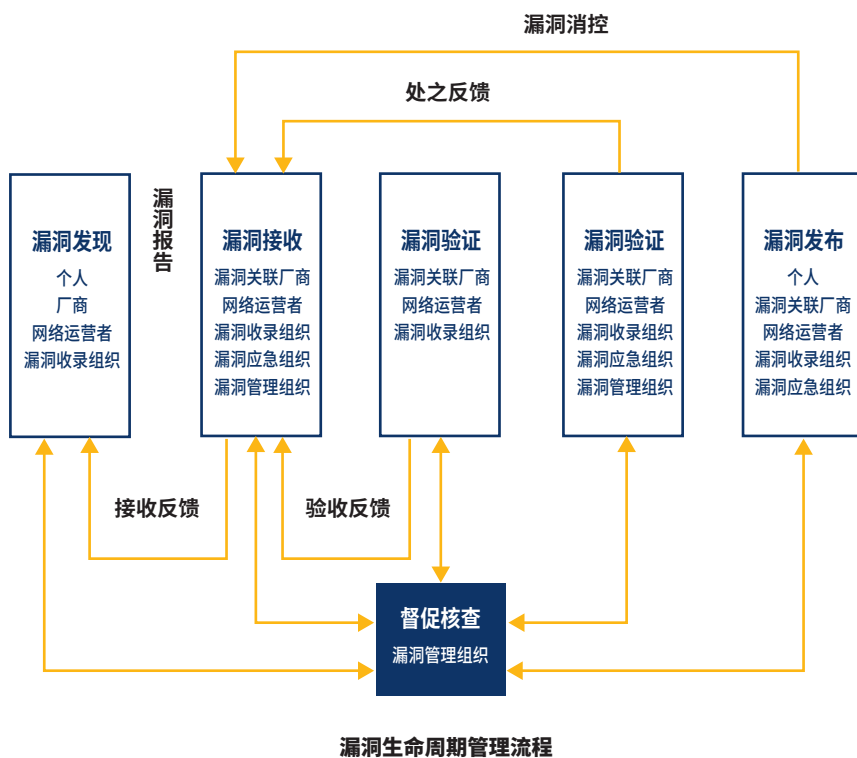 漏洞消控
处之反馈
漏洞发现
个人
厂商
网络运营者
漏洞收录组织
漏洞报告
漏洞接收
漏洞关联厂商
网络运营者
漏洞收录组织
漏洞应急组织
漏洞管理组织
漏洞验证
漏洞关联厂商
网络运营者
漏洞收录组织
漏洞验证
漏洞关联厂商
网络运营者
漏洞收录组织
漏洞应急组织
漏洞管理组织
漏洞发布
个人
漏洞关联厂商
网络运营者
漏洞收录组织
漏洞应急组织
接收反馈
验收反馈
督促核查
漏洞管理组织
漏洞生命周期管理流程